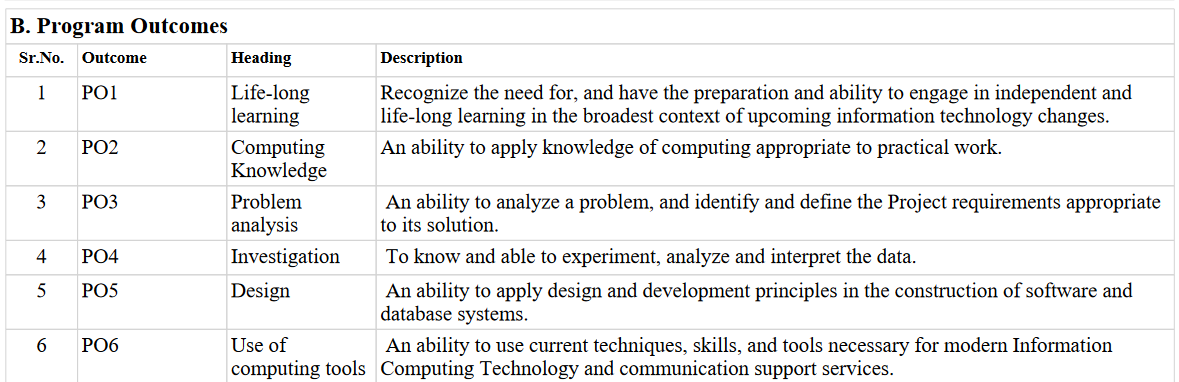 B. Program Outcomes
Sr.No. Outcome Heading Description
1 PO1 Life-long learning Recognize the need for, and have the preparation and ability to engage in independent and
life-long learning in the broadest context of upcoming information technology changes.
2 PO2 Computing Knowledge An ability to apply knowledge of computing appropriate to practical work.
3 PO3 Problem analysis An ability to analyze a problem, and identify and define the Project requirements appropriate
to its solution.
4 PO4 Investigation To know and able to experiment, analyze and interpret the data.
5 PO5 Design An ability to apply design and development principles in the construction of software and
database systems.
6 PO6 Use of computing tools An ability to use current techniques, skills, and tools necessary for modern Information
Computing Technology and communication support services.